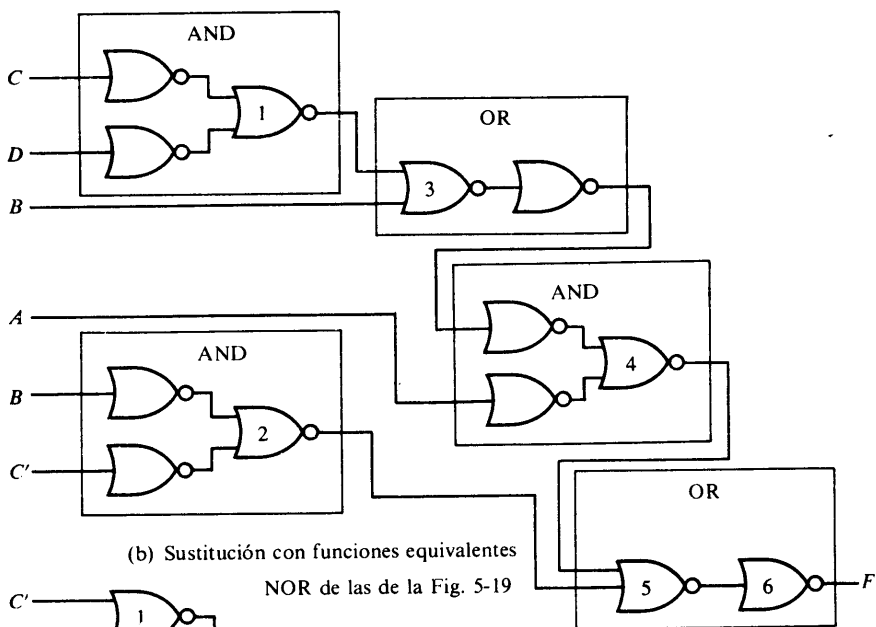 AND
C
1
OR
D
3
B
AND
A
AND
4
B
2
C'
OR
(b) Sustitución con funciones equivalentes
NOR de las de la Fig. 5-19
5
6
F
C'
1